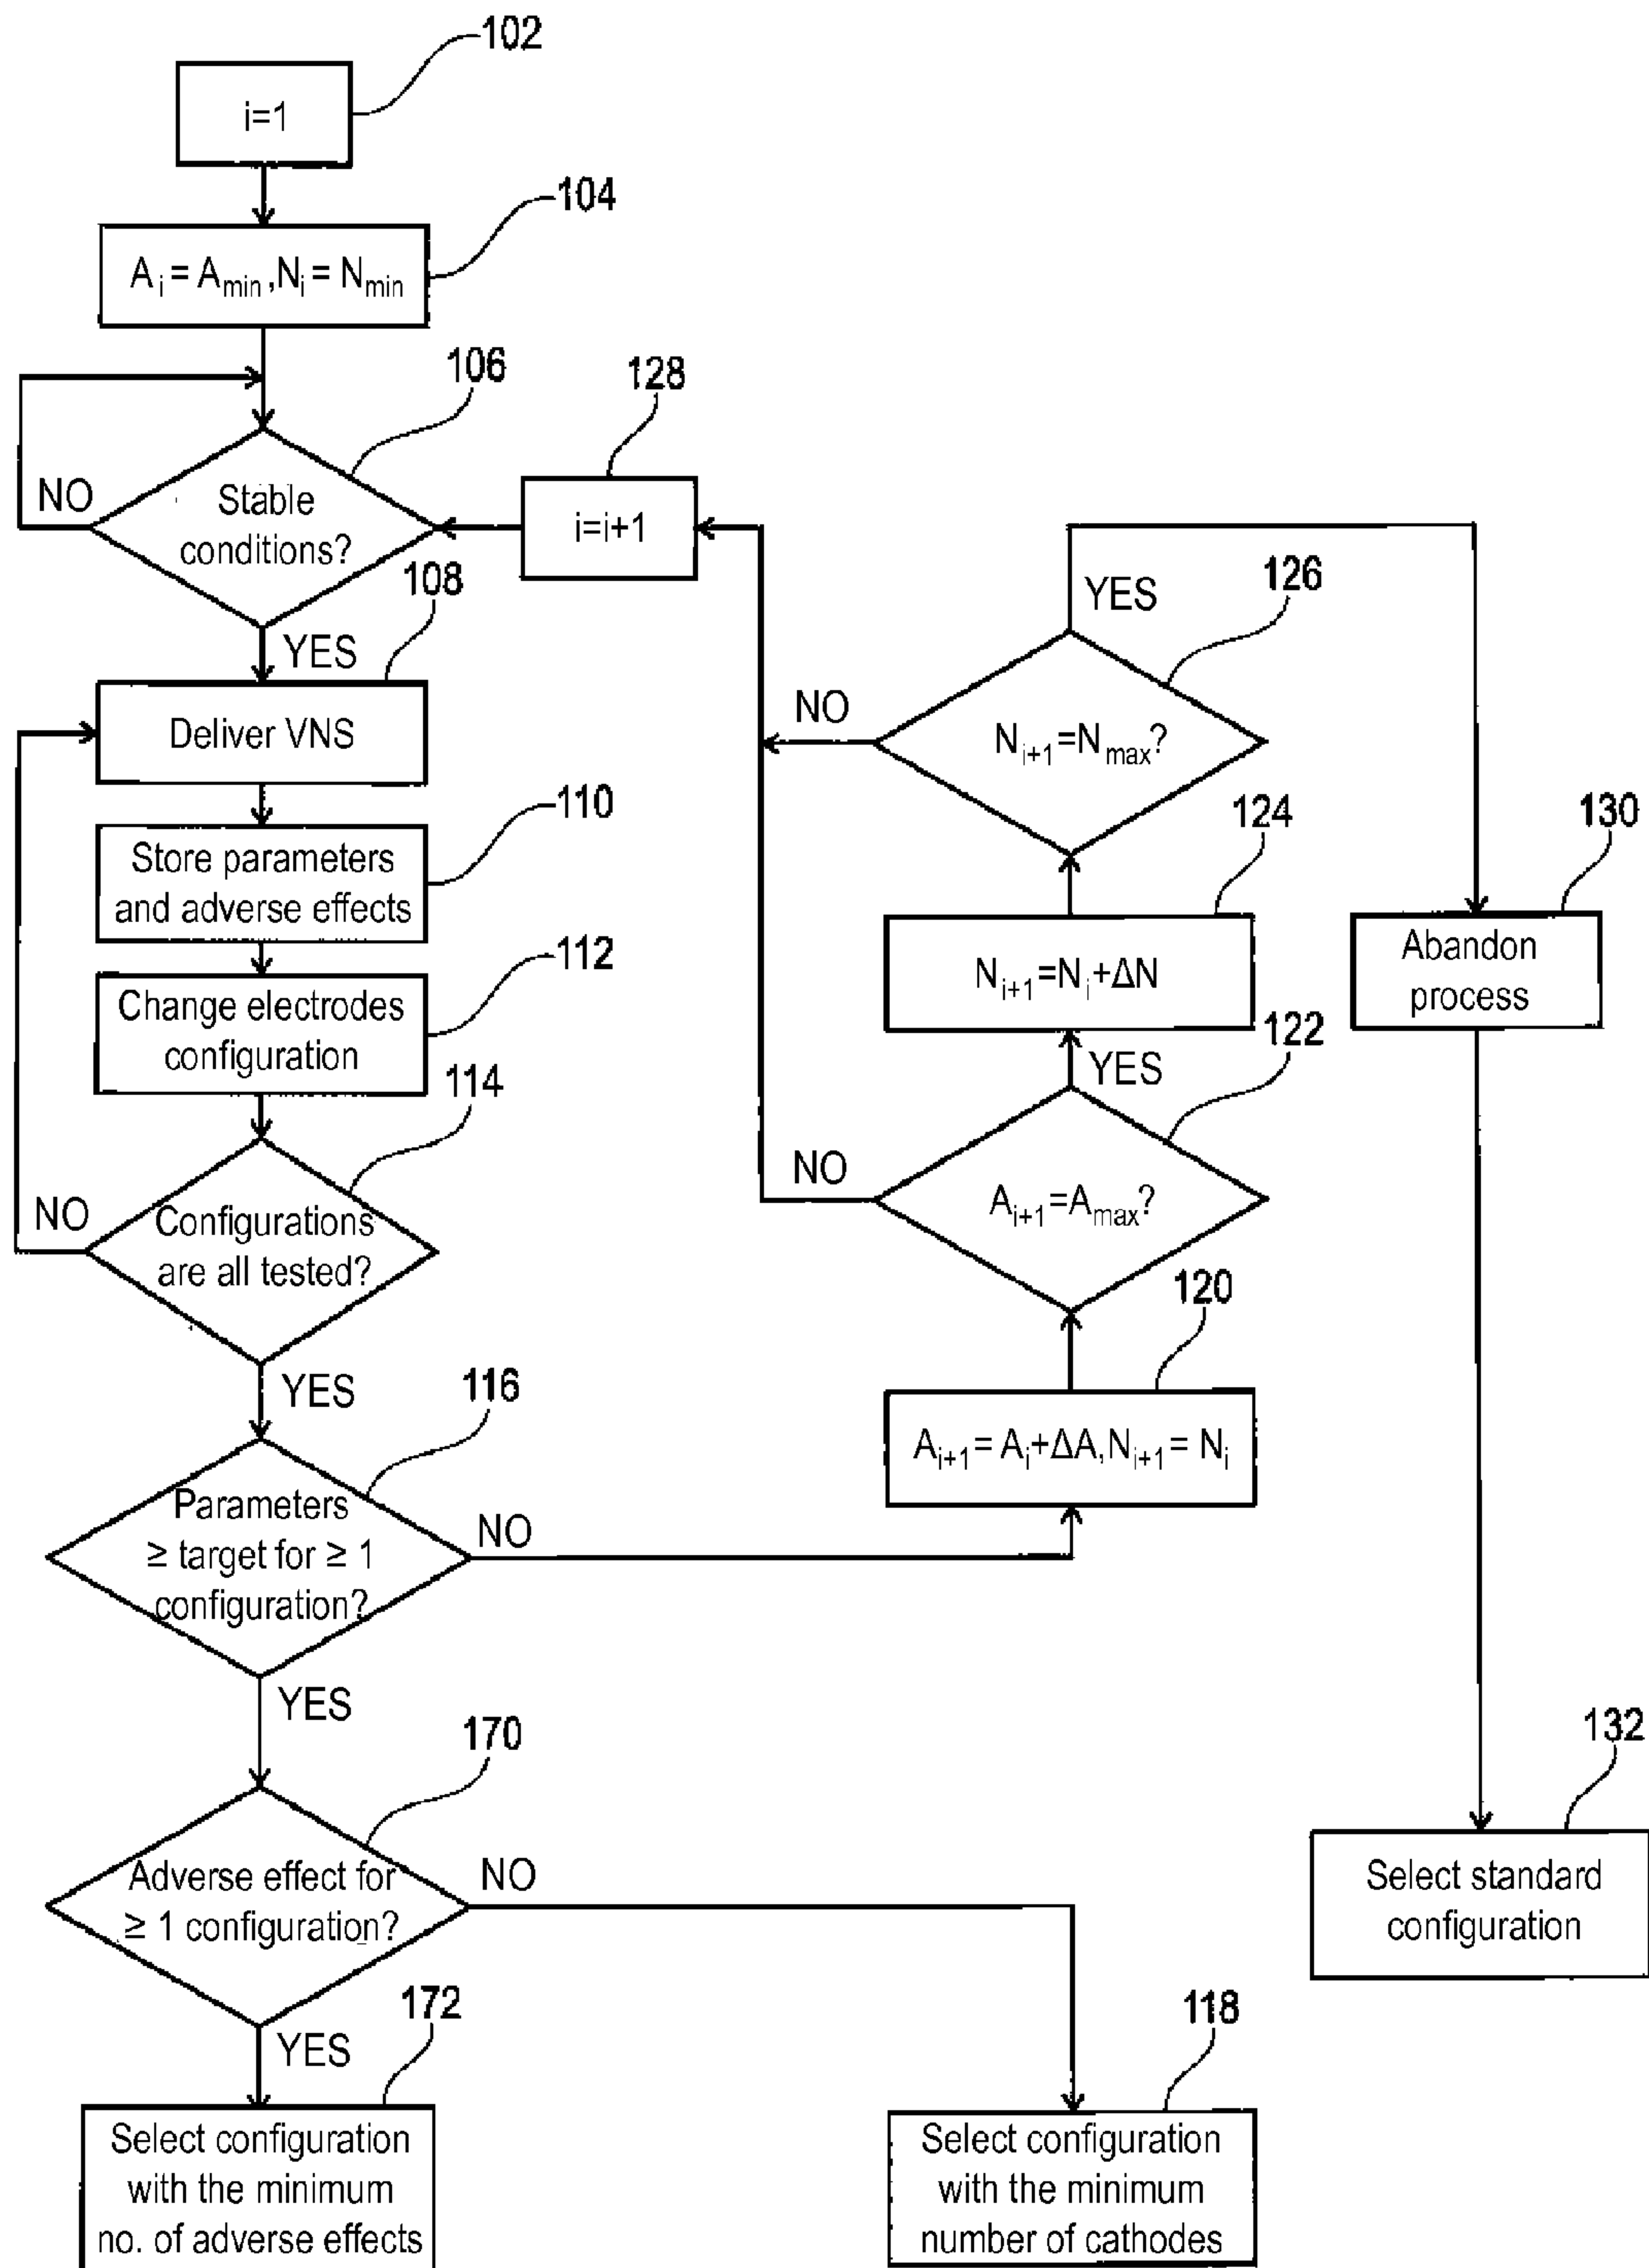 102
i=1
104
A_i = A_min, N_i = N_min
106
128
NO
Stable
conditions?
i=i+1
108
YES
126
YES
Deliver VNS
NO
N_i+1=N_max?
110
Store parameters
and adverse effects
124
130
112
N_i+1=N_i+ΔN
Abandon
process
Change electrodes
configuration
122
YES
114
NO
A_i+1=A_max?
NO
Configurations
are all tested?
120
YES
116
A_i+1= A_i+ΔA, N_i+1= N_i
Parameters
≥ target for ≥ 1
configuration?
NO
YES
170
132
Adverse effect for
≥ 1 configuration?
NO
Select standard
configuration
172
118
YES
Select configuration
with the minimum
no. of adverse effects
Select configuration
with the minimum
number of cathodes